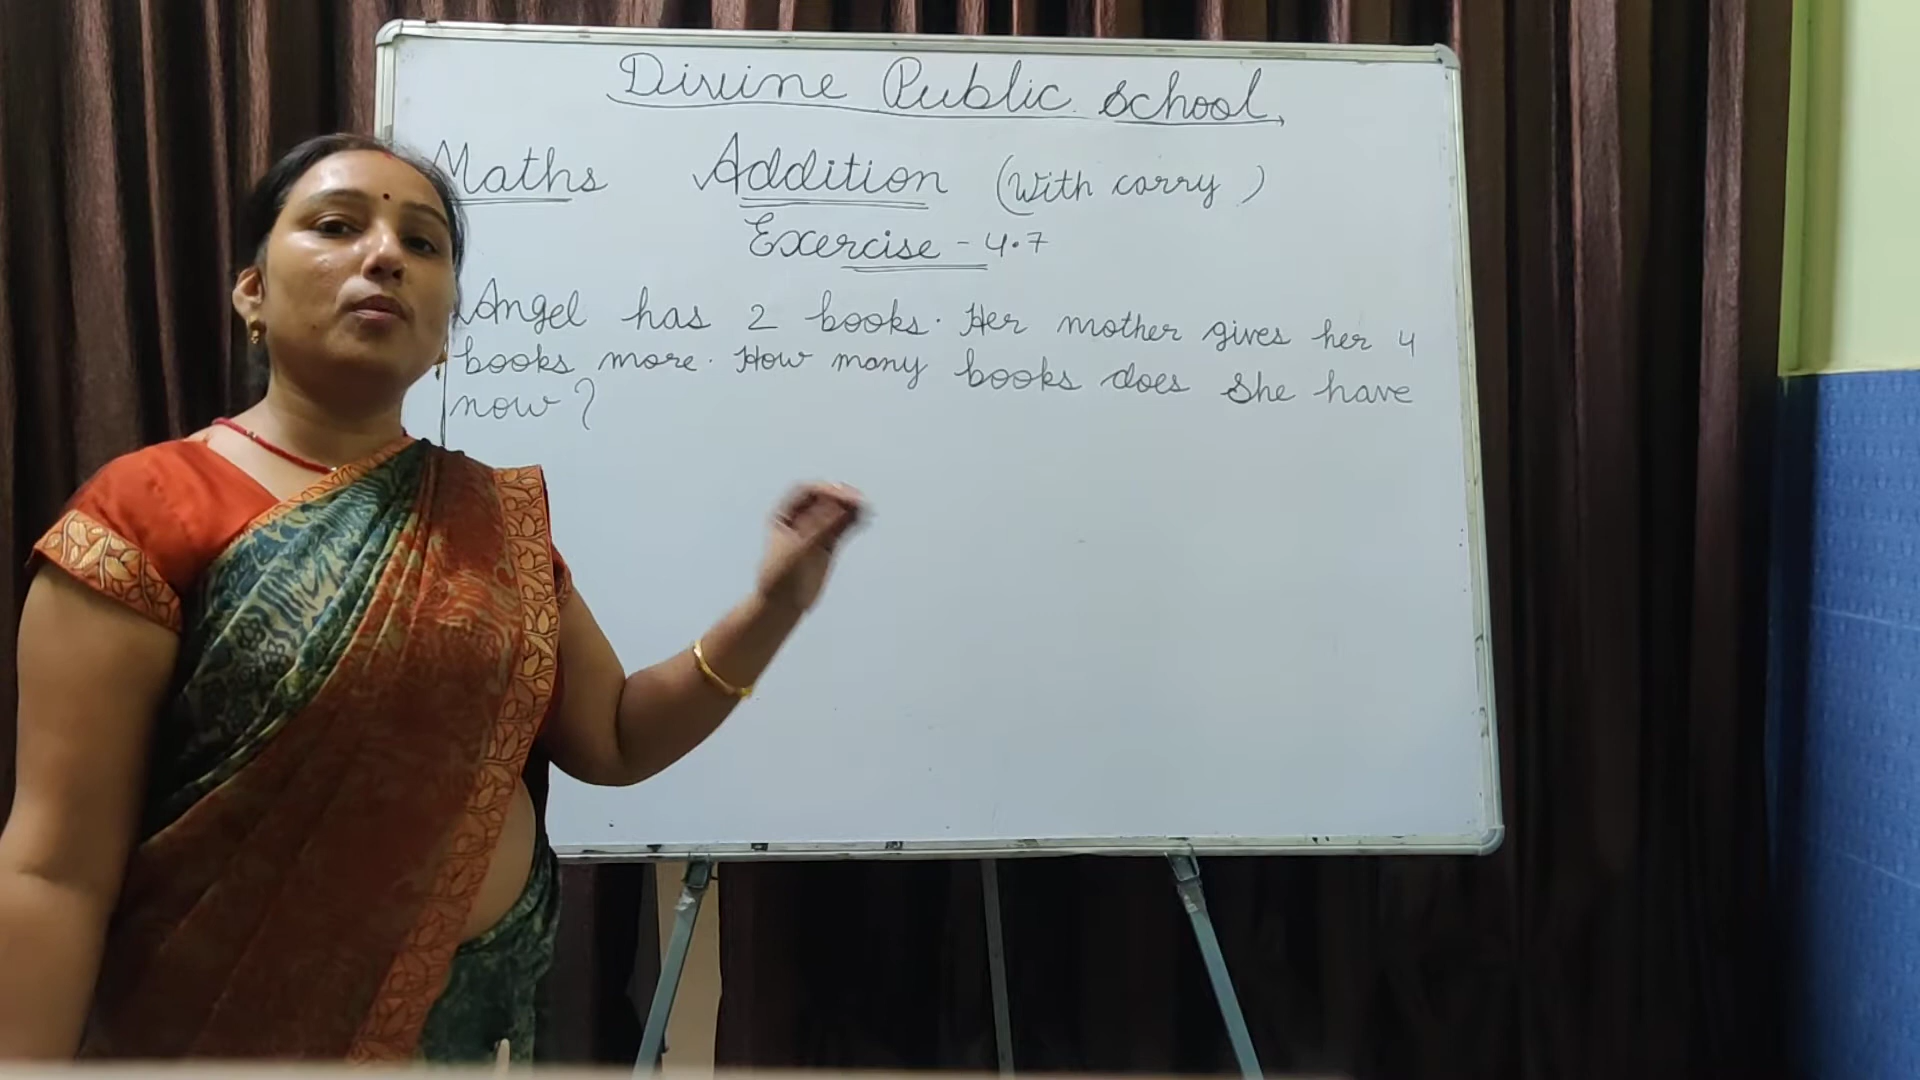 Divine Public School
Maths Addition (With carry)
Exercise - 4.7
Angel has 2 books. Her mother gives her 4
books more. How many books does she have
now?